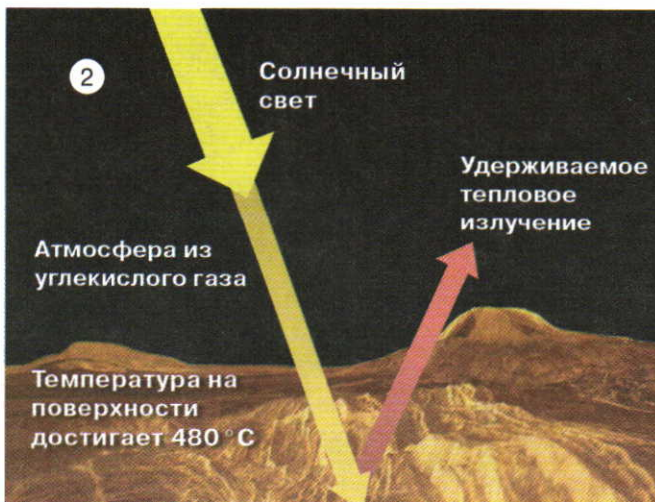 2
Солнечный
свет
Удерживаемое
тепловое
излучение
Атмосфера из
углекислого газа
Температура на
поверхности
достигает 480 °C